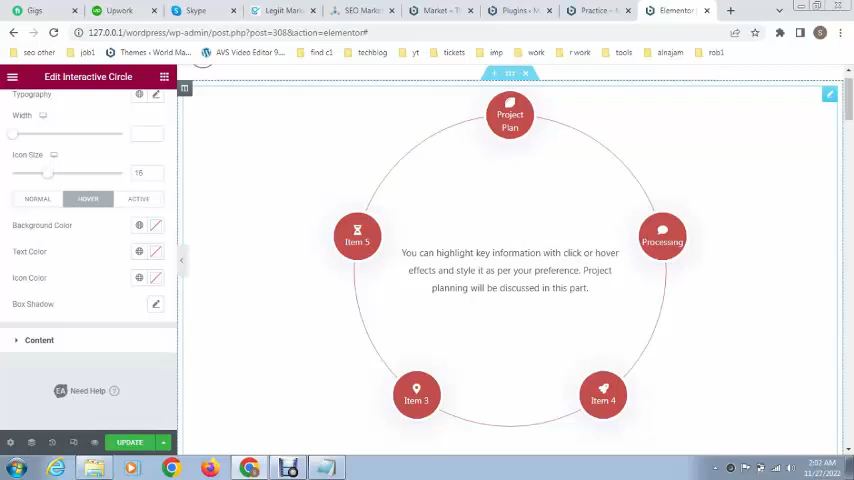 Gigs
Upwork
Skype
Legiit Market
SEO Market
Market – Th
Plugins ‹ M
Practice – M
Elementor
127.0.0.1/wordpress/wp-admin/post.php?post=308&action=elementor#
seo other
job1
Themes ‹ World Ma...
AVS Video Editor 9....
find c1
techblog
yt
tickets
imp
work
r work
tools
alnajam
rob1
Edit Interactive Circle
Typography
Width
Icon Size
16
NORMAL
HOVER
ACTIVE
Background Color
Text Color
Icon Color
Box Shadow
Content
EA Need Help ?
UPDATE
Project
Plan
Item 5
Processing
You can highlight key information with click or hover
effects and style it as per your preference. Project
planning will be discussed in this part.
Item 3
Item 4
2:02 AM
11/27/2022